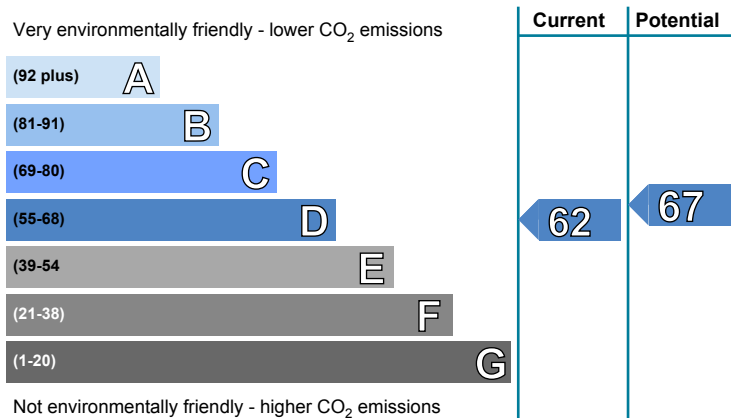 Very environmentally friendly - lower CO₂ emissions
Current
Potential
(92 plus) A
(81-91) B
(69-80) C
(55-68) D
(39-54 E
(21-38) F
(1-20) G
62
67
Not environmentally friendly - higher CO₂ emissions